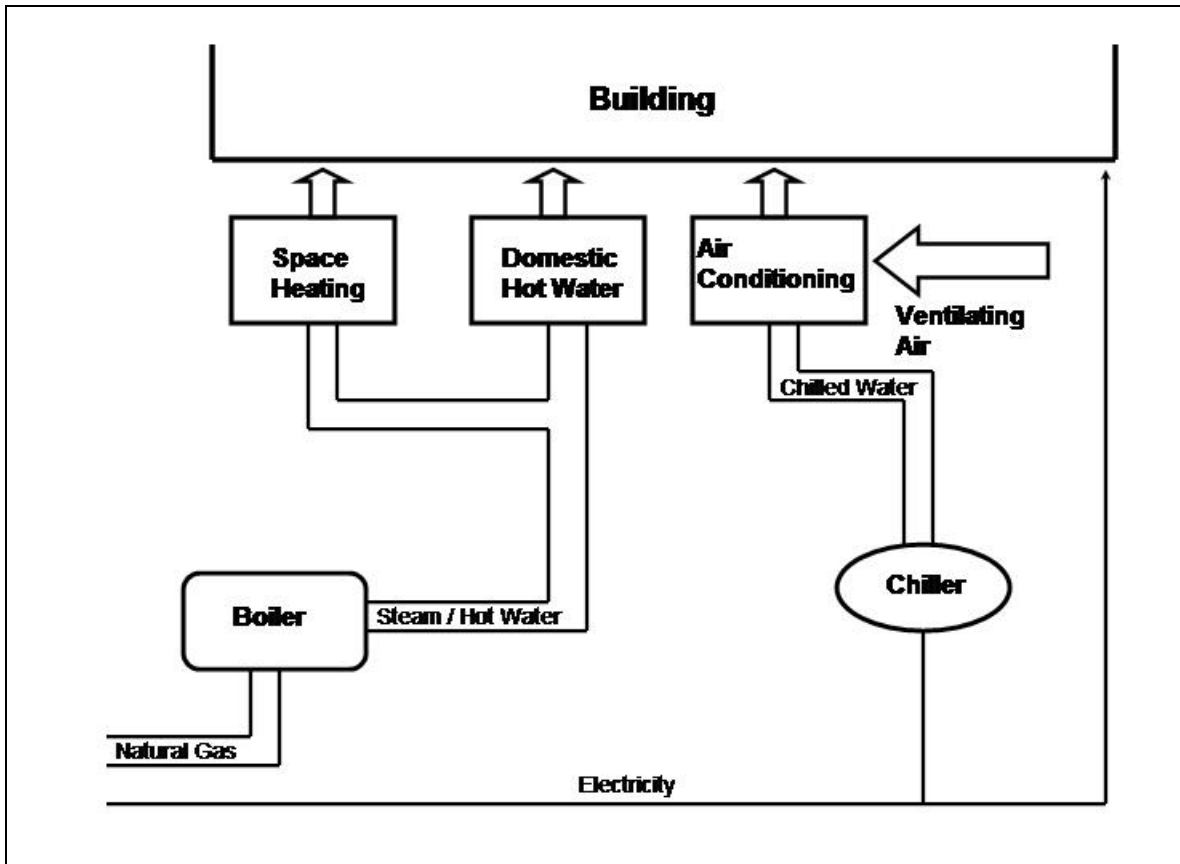 Building
Space
Heating
Domestic
Hot Water
Air
Conditioning
Ventilating
Air
Chilled Water
Chiller
Boiler
Steam / Hot Water
Natural Gas
Electricity